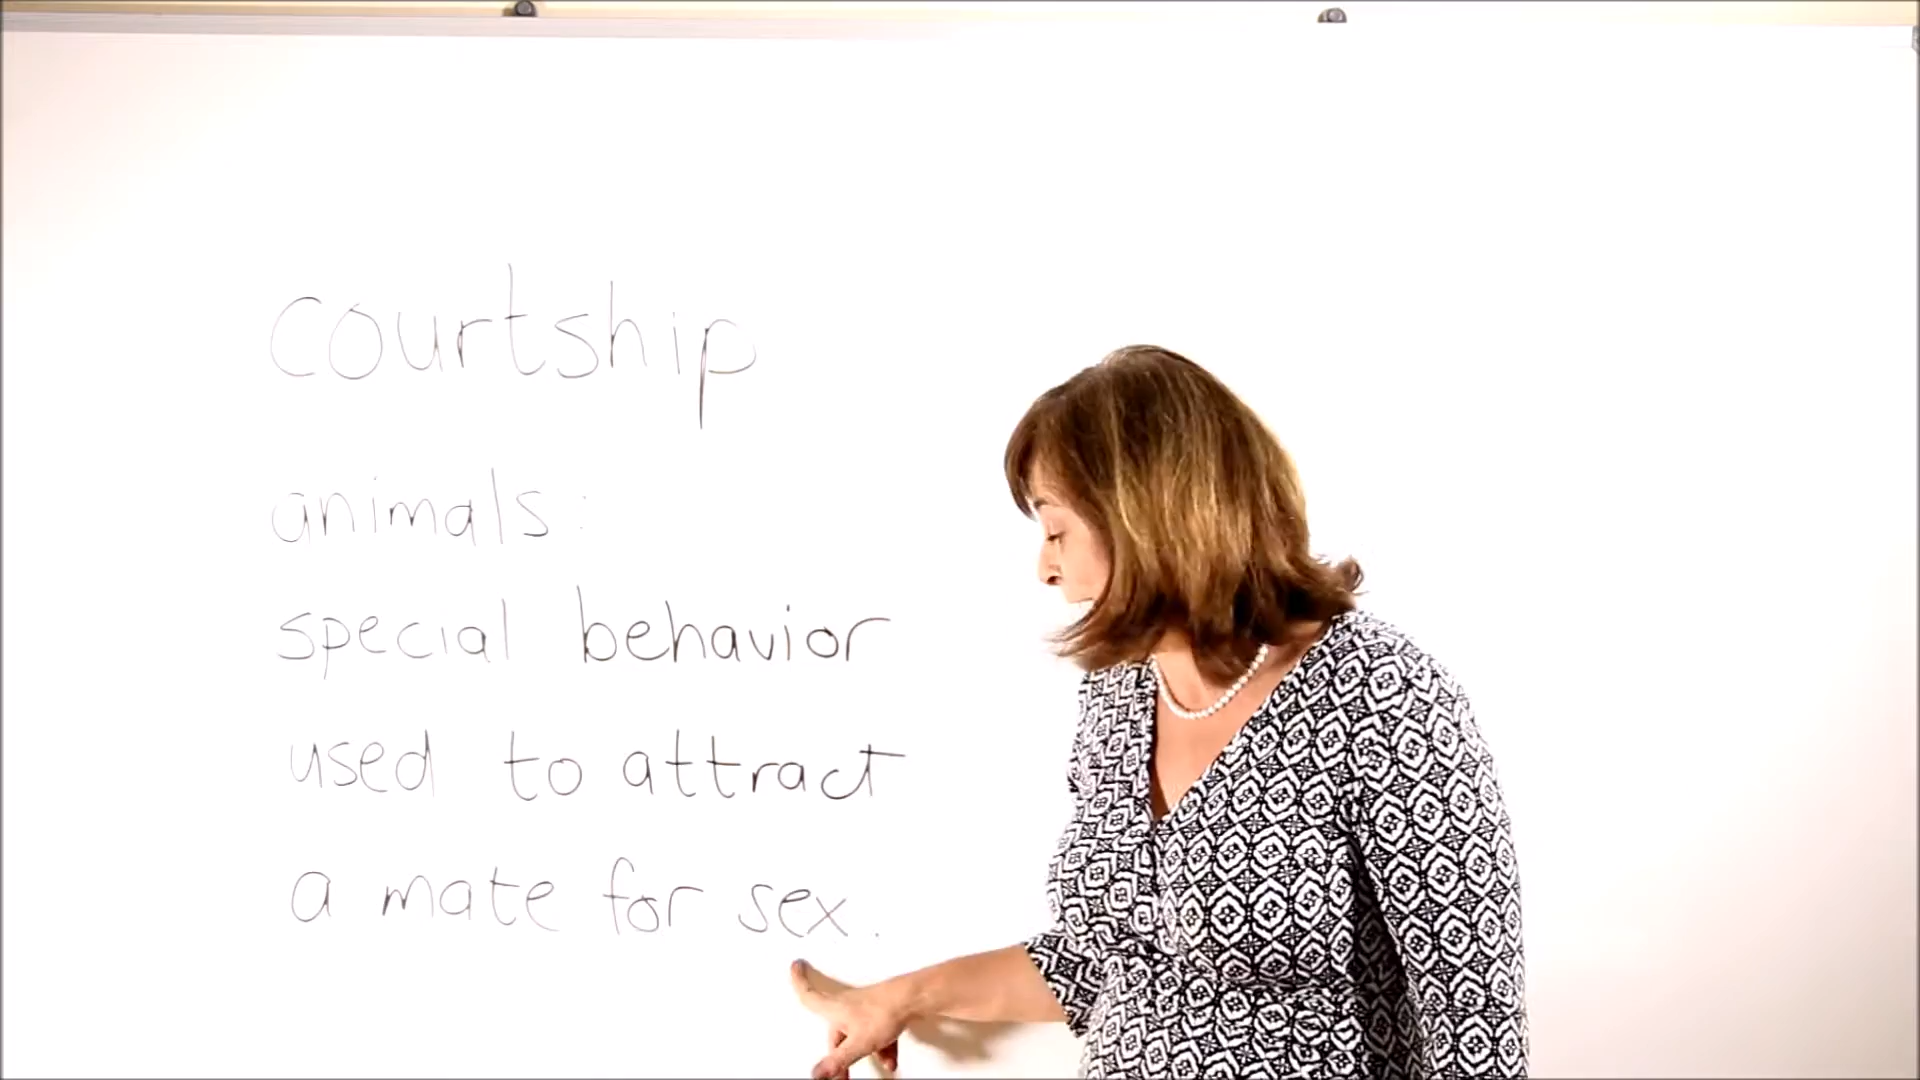 courtship
animals:
special behavior
used to attract
a mate for sex.